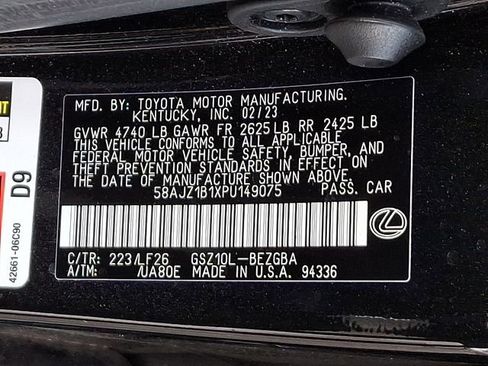 MFD. BY: TOYOTA MOTOR MANUFACTURING.
KENTUCKY, INC. 02/23
GVWR 4740 LB GAWR FR 2625 LB RR 2425 LB
THIS VEHICLE CONFORMS TO ALL APPLICABLE
FEDERAL MOTOR VEHICLE SAFETY, BUMPER, AND
THEFT PREVENTION STANDARDS IN EFFECT ON
THE DATE OF MANUFACTURE SHOWN ABOVE.
58AJZ1B1XPU149075 PASS. CAR
C/TR: 223/LF26 GSZ10L-BEZGBA
A/TM: /UA80E MADE IN U.S.A. 94336
D9
42661-06C90